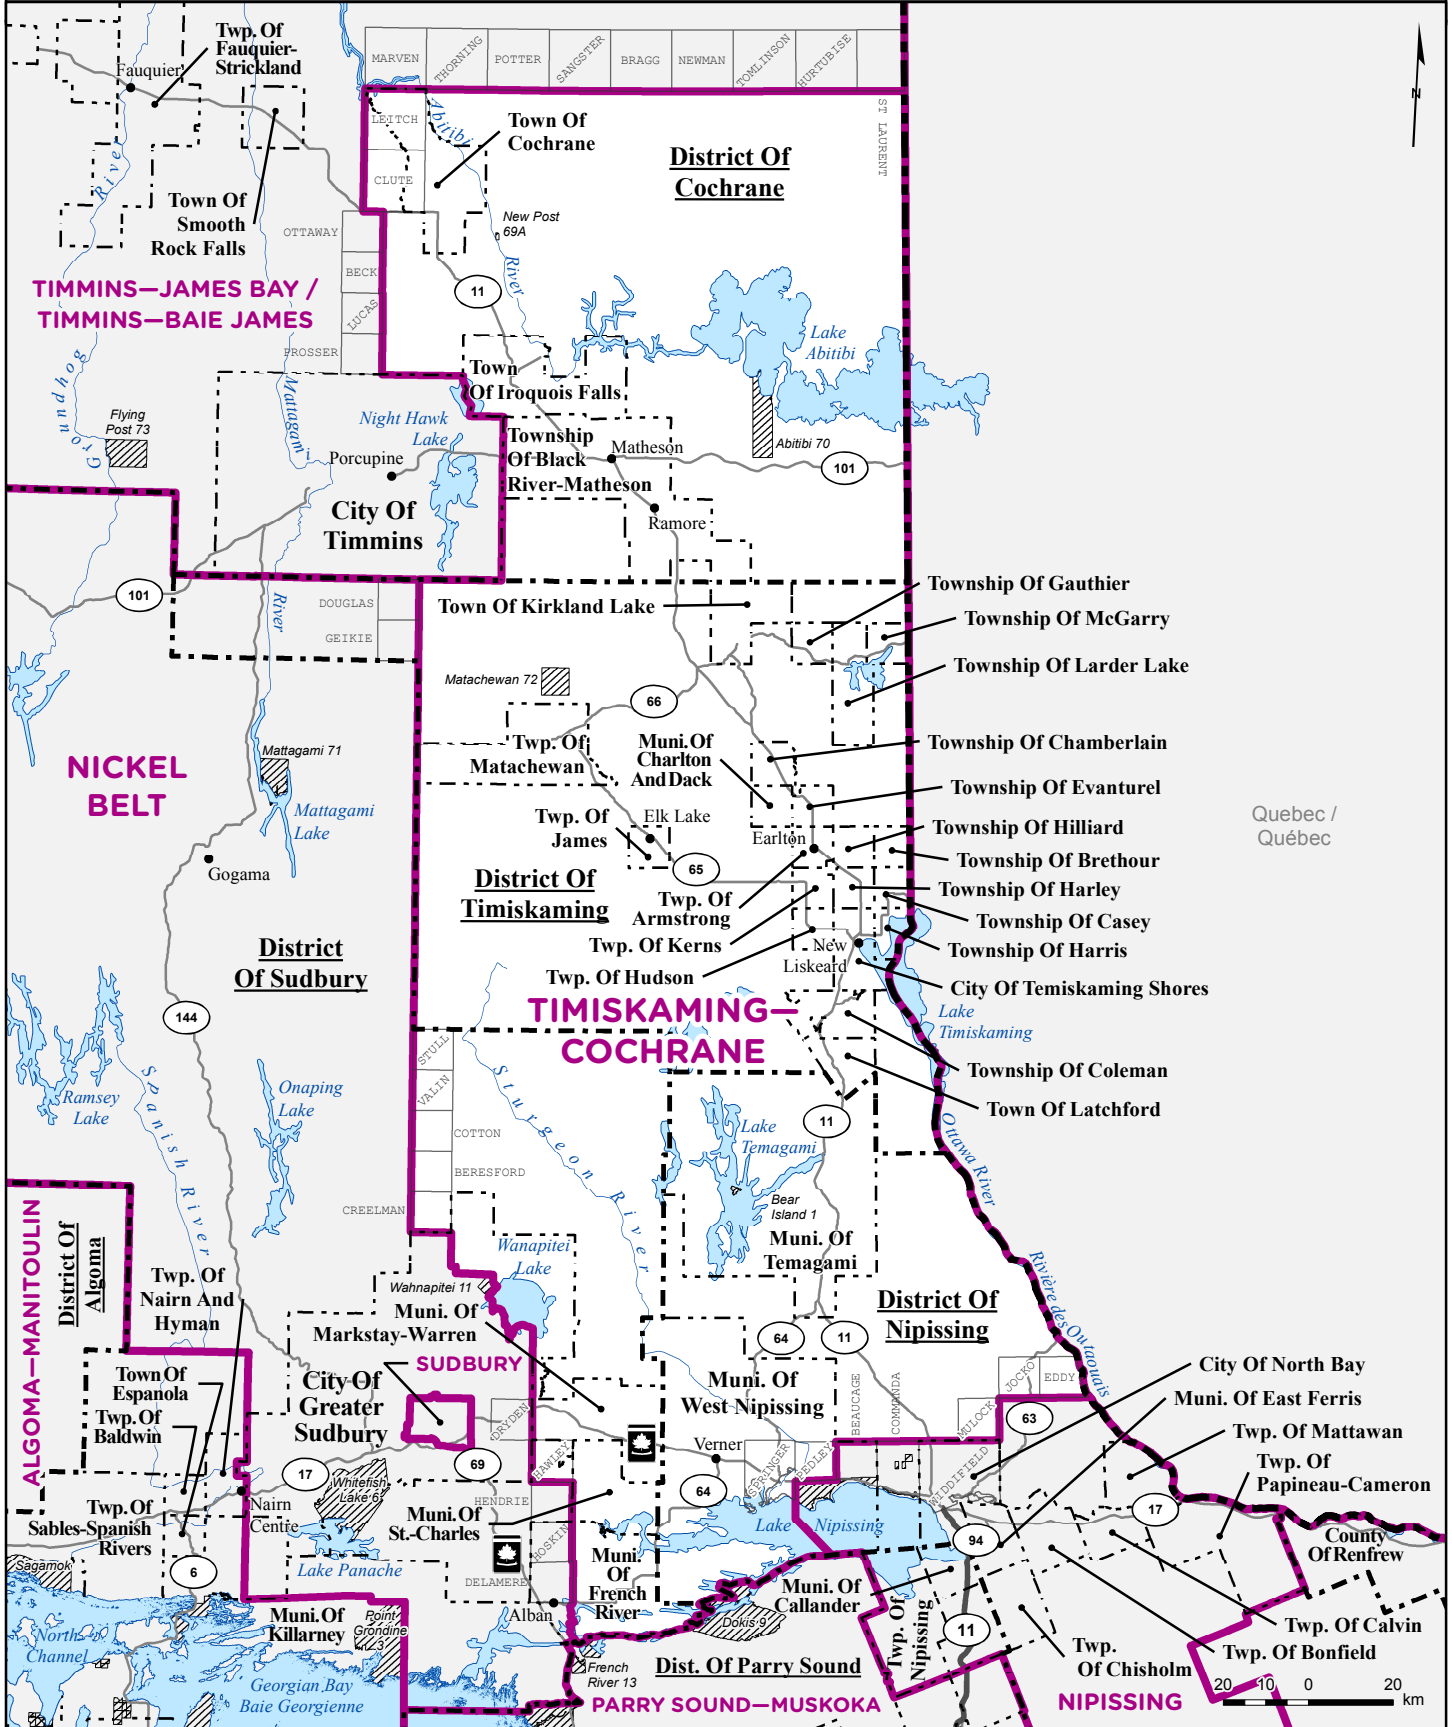 Twp. Of
Fauquier-
Strickland
Fauquier
MARVEN
THORNING
POTTER
SANGSTER
BRAGG
NEWMAN
TOMLINSON
HURTUBISE
ST LAURENT
N
LEITCH
CLUTE
Abitibi
River
Town Of
Cochrane
District Of
Cochrane
River
Town Of
Smooth
Rock Falls
New Post
69A
OTTAWAY
BECK
LUCAS
PROSSER
11
TIMMINS—JAMES BAY /
TIMMINS—BAIE JAMES
Lake
Abitibi
Town
Of Iroquois Falls
Groundhog
Mattagami
Flying
Post 73
Night Hawk
Lake
Porcupine
Township
Of Black
River-Matheson
Matheson
Abitibi 70
101
City Of
Timmins
Ramore
101
River
DOUGLAS
GEIKIE
Town Of Kirkland Lake
Township Of Gauthier
Township Of McGarry
Township Of Larder Lake
Matachewan 72
66
NICKEL
BELT
Mattagami 71
Twp. Of
Matachewan
Muni. Of
Charlton
And Dack
Township Of Chamberlain
Township Of Evanturel
Mattagami
Lake
Twp. Of
James
Elk Lake
Earlton
Township Of Hilliard
Township Of Brethour
Quebec /
Québec
Gogama
65
District Of
Timiskaming
Twp. Of
Armstrong
Township Of Harley
Township Of Casey
Twp. Of Kerns
New
Liskeard
Township Of Harris
Twp. Of Hudson
City Of Temiskaming Shores
District
Of Sudbury
TIMISKAMING—
COCHRANE
Lake
Timiskaming
144
STULL
VALIN
COTTON
BERESFORD
CREELMAN
Township Of Coleman
Town Of Latchford
Ramsey
Lake
Spanish River
Onaping
Lake
Sturgeon River
11
Lake
Temagami
Ottawa River
Bear
Island 1
Muni. Of
Temagami
ALGOMA—MANITOULIN
District Of
Algoma
Twp. Of
Nairn And
Hyman
Wanapitei
Lake
Wahnapitei 11
Muni. Of
Markstay-Warren
District Of
Nipissing
Rivière des Outaouais
64
11
SUDBURY
Town Of
Espanola
Twp. Of
Baldwin
City Of
Greater
Sudbury
Muni. Of
West Nipissing
BEAUCAGE
COMMANDA
JOCKO
EDDY
MULOCK
63
City Of North Bay
Muni. Of East Ferris
Twp. Of Mattawan
Twp. Of
Papineau-Cameron
DRYDEN
HAWLEY
Verner
SPRINGER
PEDLEY
WIDDIFIELD
69
17
Whitefish
Lake 6
Nairn
Centre
64
Twp. Of
Sables-Spanish
Rivers
HENDRIE
Muni. Of
St.-Charles
HOSKIN
Lake Nipissing
94
17
County
Of Renfrew
Sagamok
6
Lake Panache
DELAMERE
Muni.
Of
French
River
Muni. Of
Callander
Twp. Of
Nipissing
Alban
Muni. Of
Killarney
Point
Grondine
3
Dokis 9
11
Twp. Of Calvin
Twp. Of Bonfield
Twp.
Of Chisholm
North
Channel
Georgian Bay
Baie Georgienne
French
River 13
Dist. Of Parry Sound
PARRY SOUND—MUSKOKA
NIPISSING
20 10 0 20
km